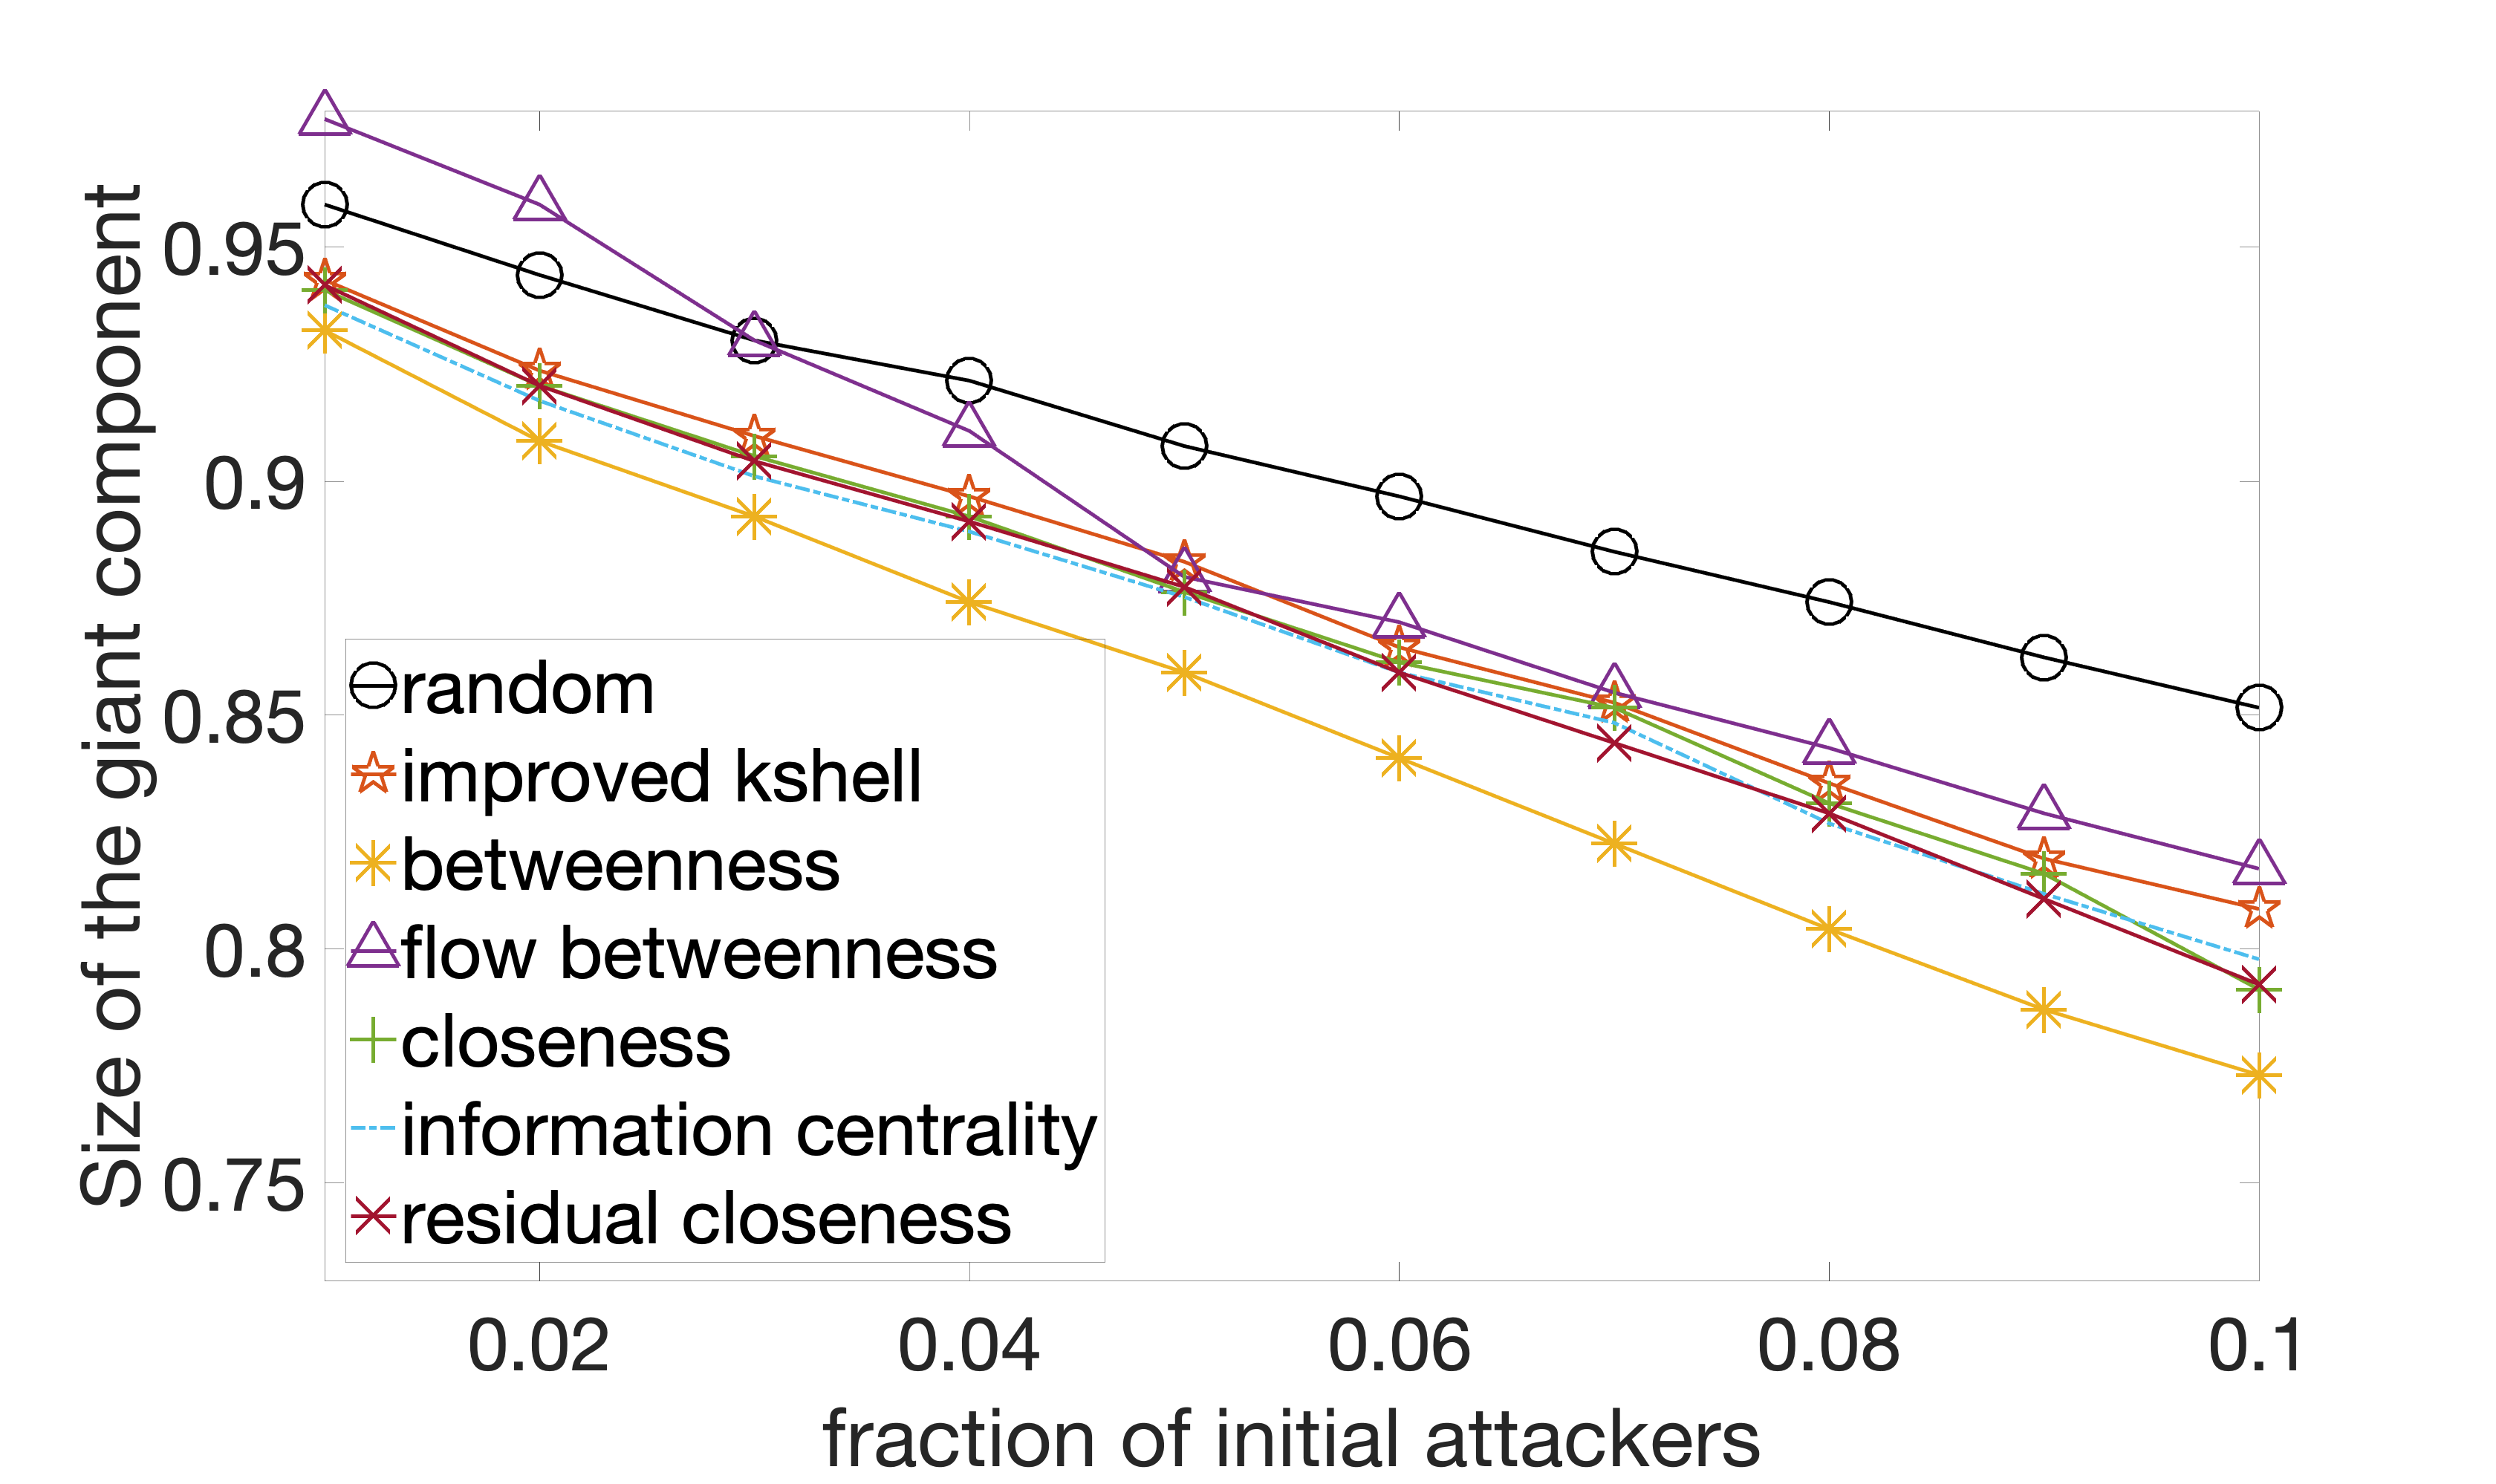 Size of the giant component
0.95
0.9
0.85
0.8
0.75
random
improved kshell
betweenness
flow betweenness
closeness
information centrality
residual closeness
0.02 0.04 0.06 0.08 0.1
fraction of initial attackers